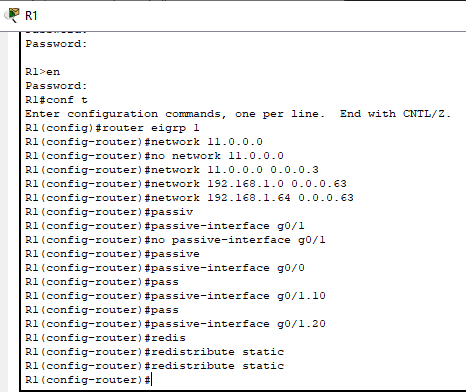 R1
Password:
Password:
R1>en
Password:
R1#conf t
Enter configuration commands, one per line.  End with CNTL/Z.
R1(config)#router eigrp 1
R1(config-router)#network 11.0.0.0
R1(config-router)#no network 11.0.0.0
R1(config-router)#network 11.0.0.0 0.0.0.3
R1(config-router)#network 192.168.1.0 0.0.0.63
R1(config-router)#network 192.168.1.64 0.0.0.63
R1(config-router)#passiv
R1(config-router)#passive-interface g0/1
R1(config-router)#no passive-interface g0/1
R1(config-router)#passive
R1(config-router)#passive-interface g0/0
R1(config-router)#pass
R1(config-router)#passive-interface g0/1.10
R1(config-router)#pass
R1(config-router)#passive-interface g0/1.20
R1(config-router)#redis
R1(config-router)#redistribute static
R1(config-router)#redistribute static
R1(config-router)#